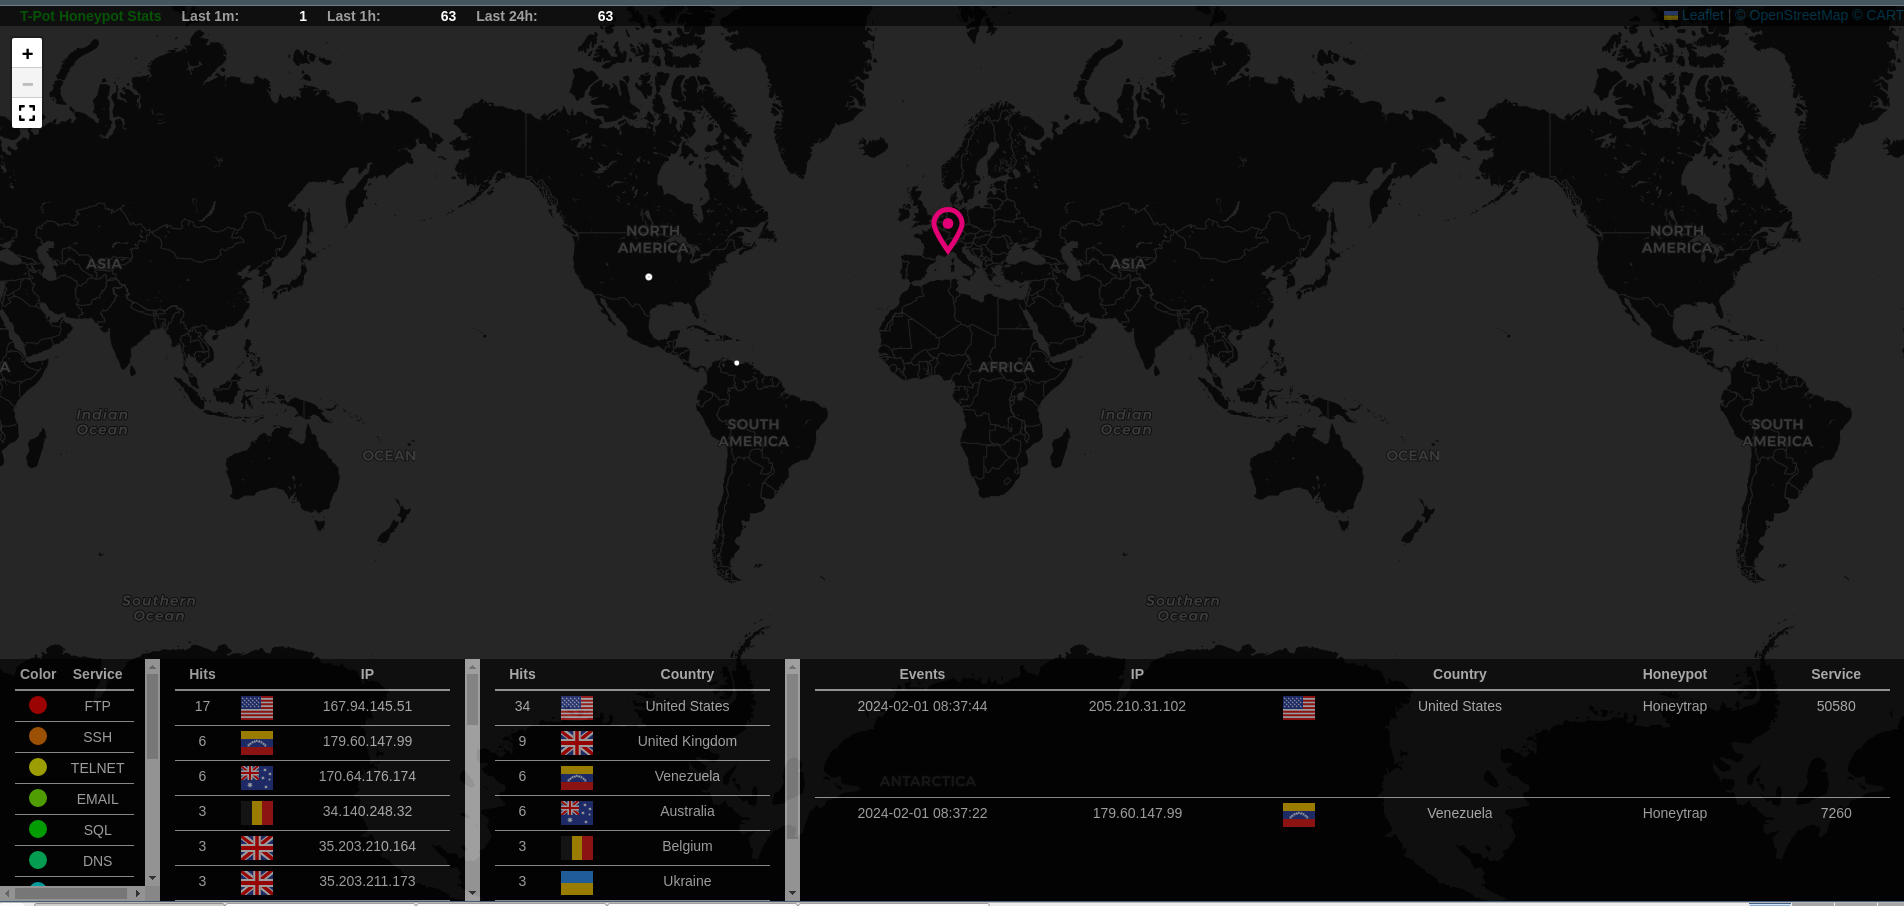 T-Pot Honeypot Stats Last 1m: 1 Last 1h: 63 Last 24h: 63
Leaflet | © OpenStreetMap © CART
+
−
NORTH
AMERICA
NORTH
AMERICA
ASIA
ASIA
A
AFRICA
Indian
Ocean
Indian
Ocean
SOUTH
AMERICA
SOUTH
AMERICA
OCEAN
OCEAN
Southern
Ocean
Southern
Ocean
ANTARCTICA
Color Service
FTP
SSH
TELNET
EMAIL
SQL
DNS
Hits IP
17 167.94.145.51
6 179.60.147.99
6 170.64.176.174
3 34.140.248.32
3 35.203.210.164
3 35.203.211.173
Hits Country
34 United States
9 United Kingdom
6 Venezuela
6 Australia
3 Belgium
3 Ukraine
Events IP Country Honeypot Service
2024-02-01 08:37:44 205.210.31.102 United States Honeytrap 50580
2024-02-01 08:37:22 179.60.147.99 Venezuela Honeytrap 7260